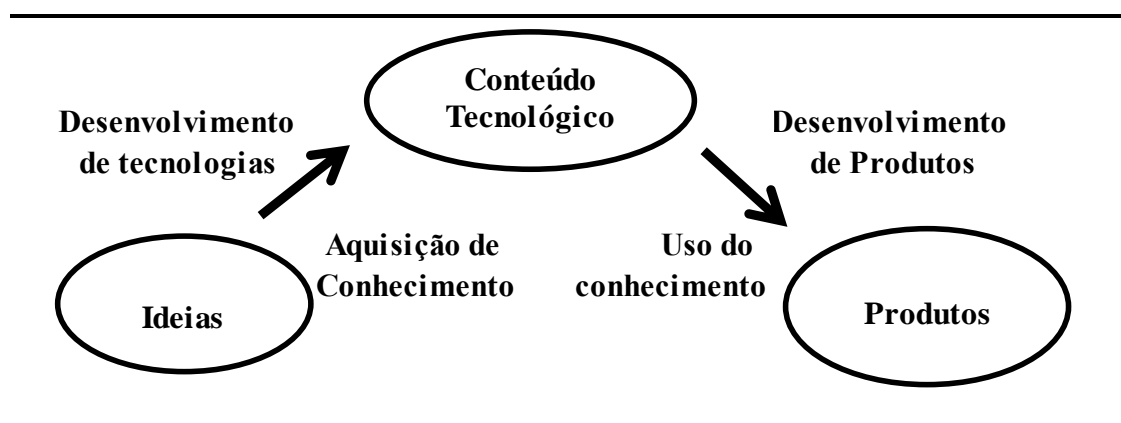 Conteúdo
Tecnológico
Desenvolvimento
de tecnologias
Desenvolvimento
de Produtos
Aquisição de
Conhecimento
Uso do
conhecimento
Ideias
Produtos